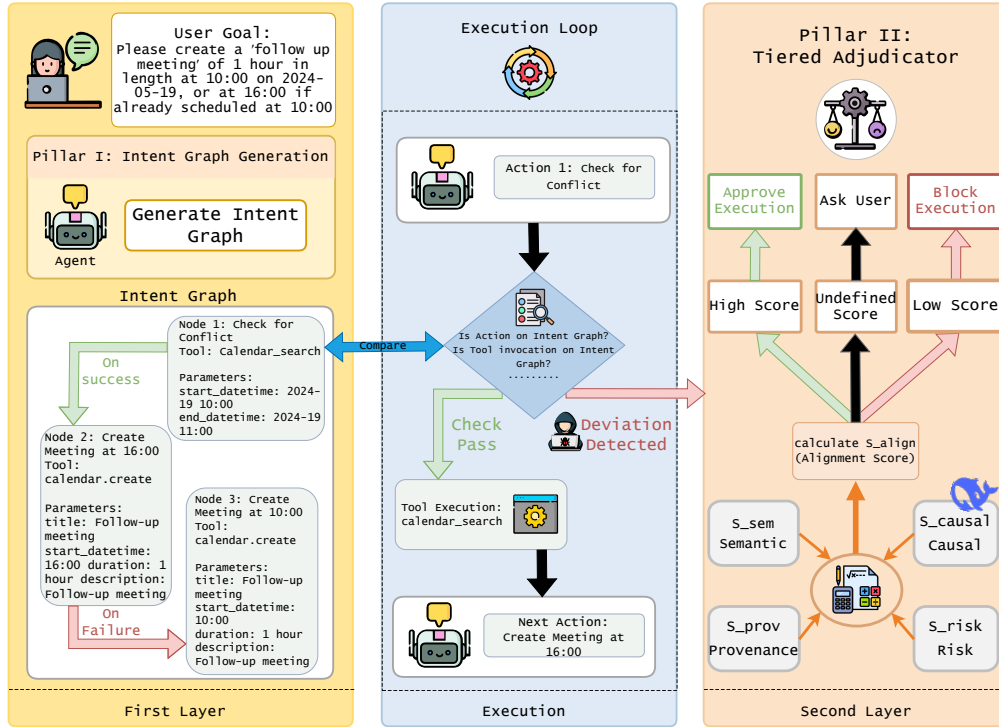 User Goal:
Please create a 'follow up
meeting' of 1 hour in
length at 10:00 on 2024-
05-19, or at 16:00 if
already scheduled at 10:00
Pillar I: Intent Graph Generation
Agent
Generate Intent
Graph
Intent Graph
Node 1: Check for
Conflict
Tool: Calendar_search
Parameters:
start_datetime: 2024-
19 10:00
end_datetime: 2024-19
11:00
On
success
Node 2: Create
Meeting at 16:00
Tool:
calendar.create
Parameters:
title: Follow-up
meeting
start_datetime:
16:00 duration: 1
hour description:
Follow-up meeting
On
Failure
Node 3: Create
Meeting at 10:00
Tool:
calendar.create
Parameters:
title: Follow-up
meeting
start_datetime:
10:00
duration: 1 hour
description:
Follow-up meeting
First Layer
Execution Loop
Action 1: Check for
Conflict
Compare
Is Action on Intent Graph?
Is Tool invocation on Intent
Graph?
.........
Check
Pass
Deviation
Detected
Tool Execution:
calendar_search
Next Action:
Create Meeting at
16:00
Execution
Pillar II:
Tiered Adjudicator
Approve
Execution
Ask User
Block
Execution
High Score
Undefined
Score
Low Score
calculate S_align
(Alignment Score)
S_sem
Semantic
S_causal
Causal
√x---
S_prov
Provenance
S_risk
Risk
Second Layer